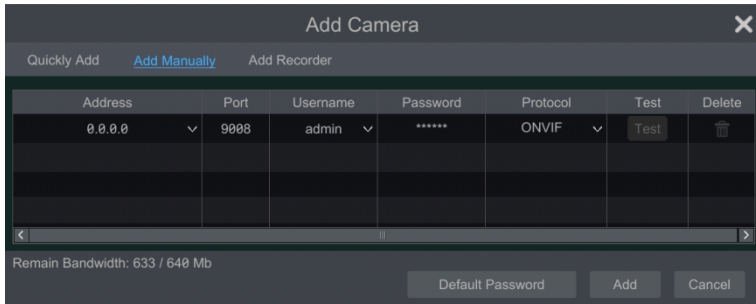 Add Camera
Quickly Add Add Manually Add Recorder
Address Port Username Password Protocol Test Delete
0.0.0.0 9008 admin ****** ONVIF Test
Remain Bandwidth: 633 / 640 Mb
Default Password Add Cancel